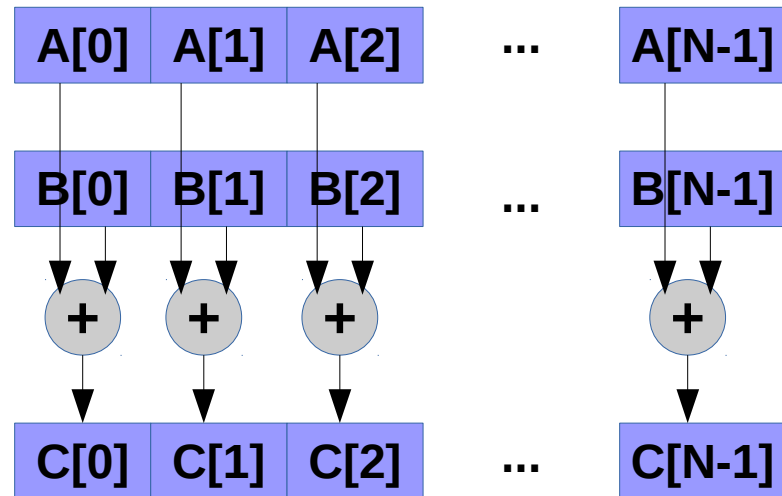 A[0] A[1] A[2] ... A[N-1]
B[0] B[1] B[2] ... B[N-1]
+ + + +
C[0] C[1] C[2] ... C[N-1]